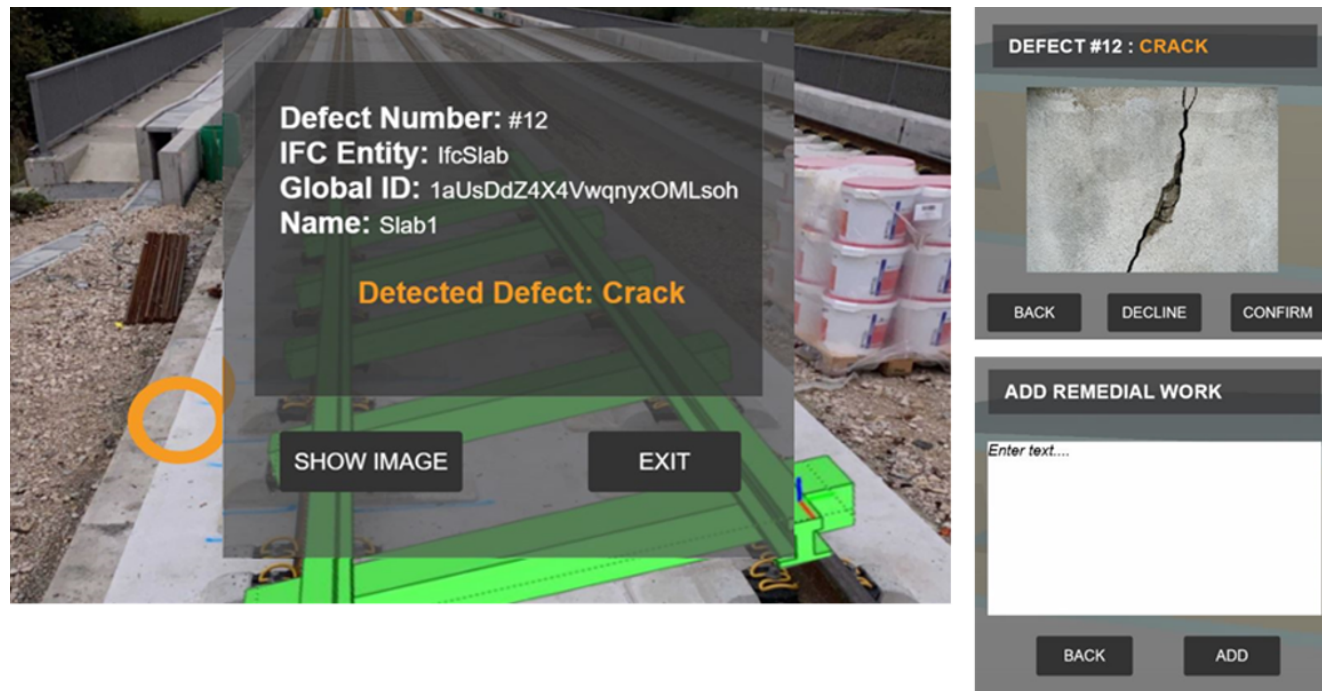 Defect Number: #12
IFC Entity: IfcSlab
Global ID: 1aUsDdZ4X4VwqnyxOMLsoh
Name: Slab1
Detected Defect: Crack
SHOW IMAGE
EXIT
DEFECT #12 : CRACK
BACK
DECLINE
CONFIRM
ADD REMEDIAL WORK
Enter text....
BACK
ADD